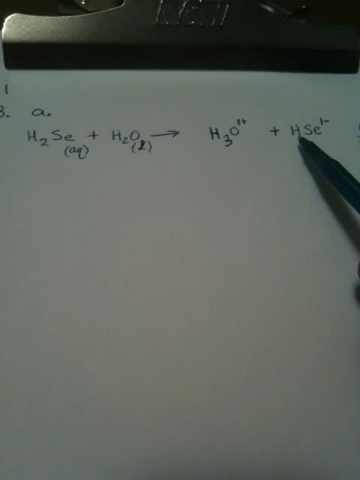 3. a.
H₂Se(aq) + H₂O(l) → H₃O¹⁺ + HSe¹⁻